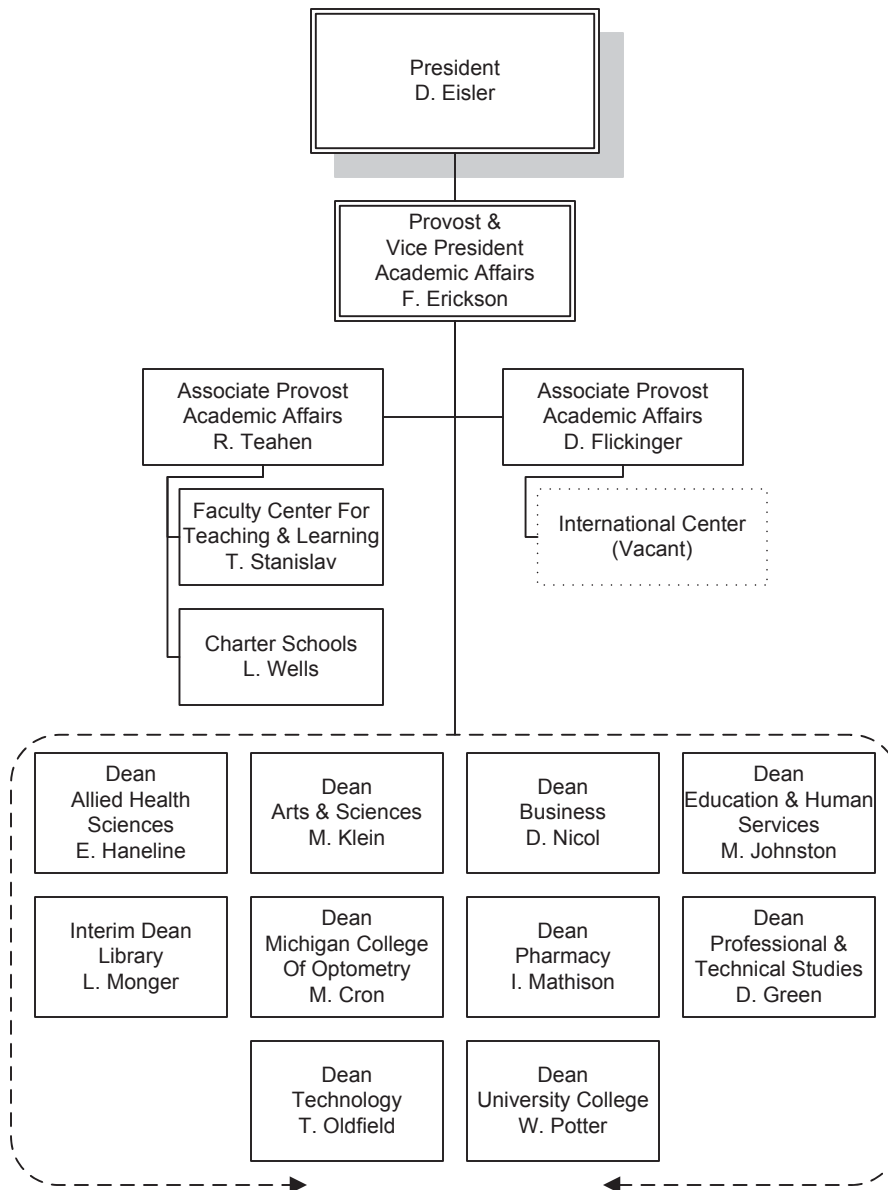 President
D. Eisler
Provost &
Vice President
Academic Affairs
F. Erickson
Associate Provost
Academic Affairs
R. Teahen
Associate Provost
Academic Affairs
D. Flickinger
Faculty Center For
Teaching & Learning
T. Stanislav
International Center
(Vacant)
Charter Schools
L. Wells
Dean
Allied Health
Sciences
E. Haneline
Dean
Arts & Sciences
M. Klein
Dean
Business
D. Nicol
Dean
Education & Human
Services
M. Johnston
Interim Dean
Library
L. Monger
Dean
Michigan College
Of Optometry
M. Cron
Dean
Pharmacy
I. Mathison
Dean
Professional &
Technical Studies
D. Green
Dean
Technology
T. Oldfield
Dean
University College
W. Potter